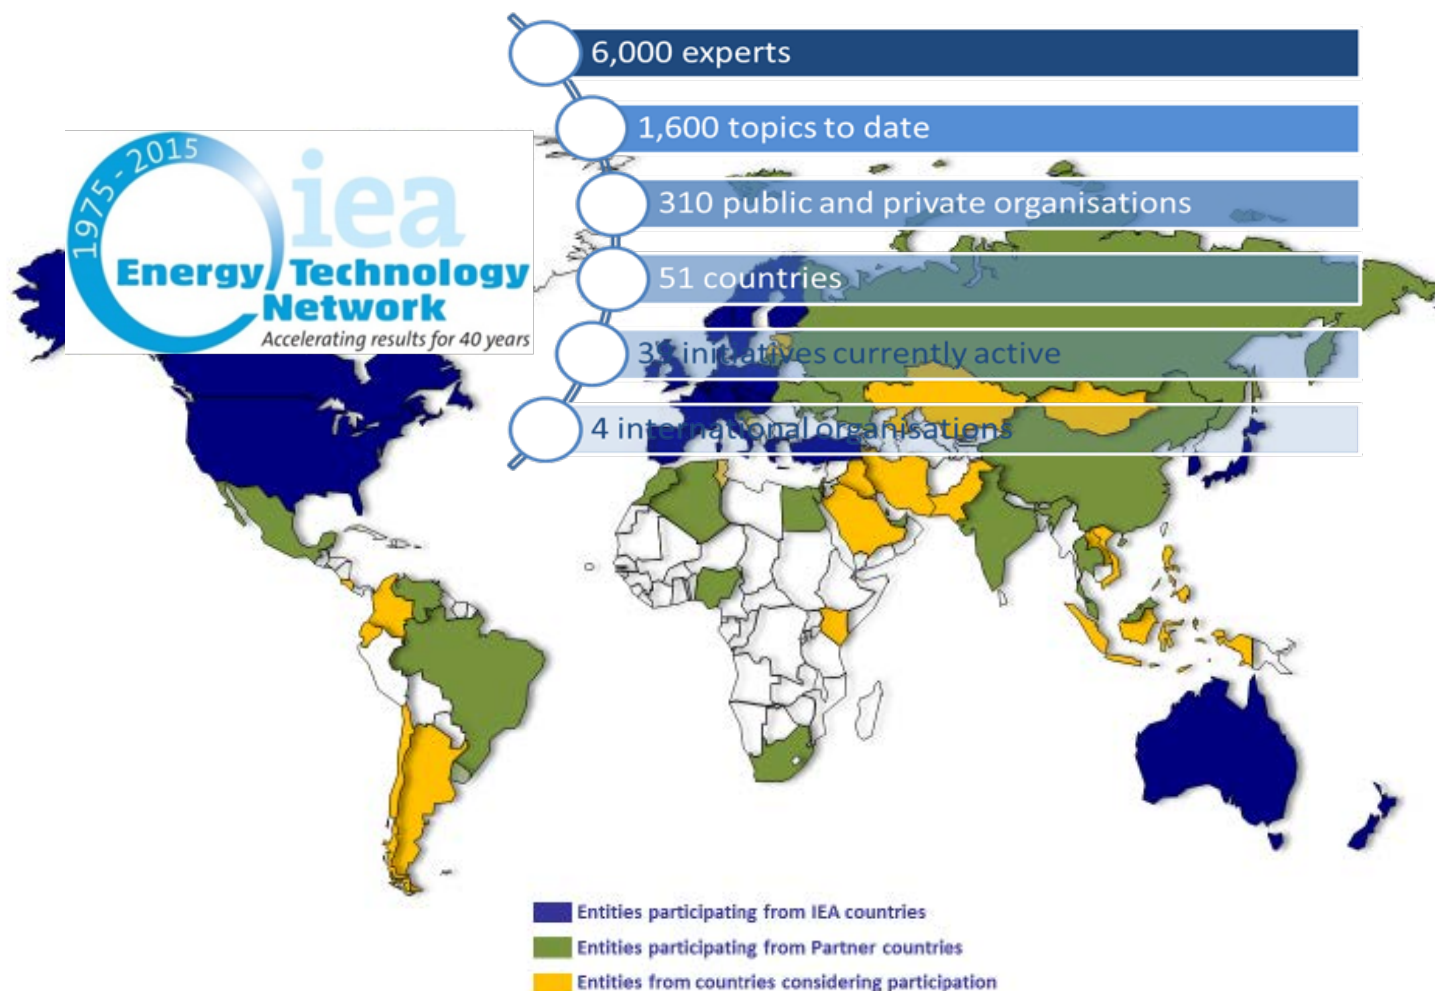 6,000 experts
1,600 topics to date
310 public and private organisations
51 countries
initiatives currently active
4 international organisations
1975 - 2015
iea
Energy Technology
Network
Accelerating results for 40 years
Entities participating from IEA countries
Entities participating from Partner countries
Entities from countries considering participation